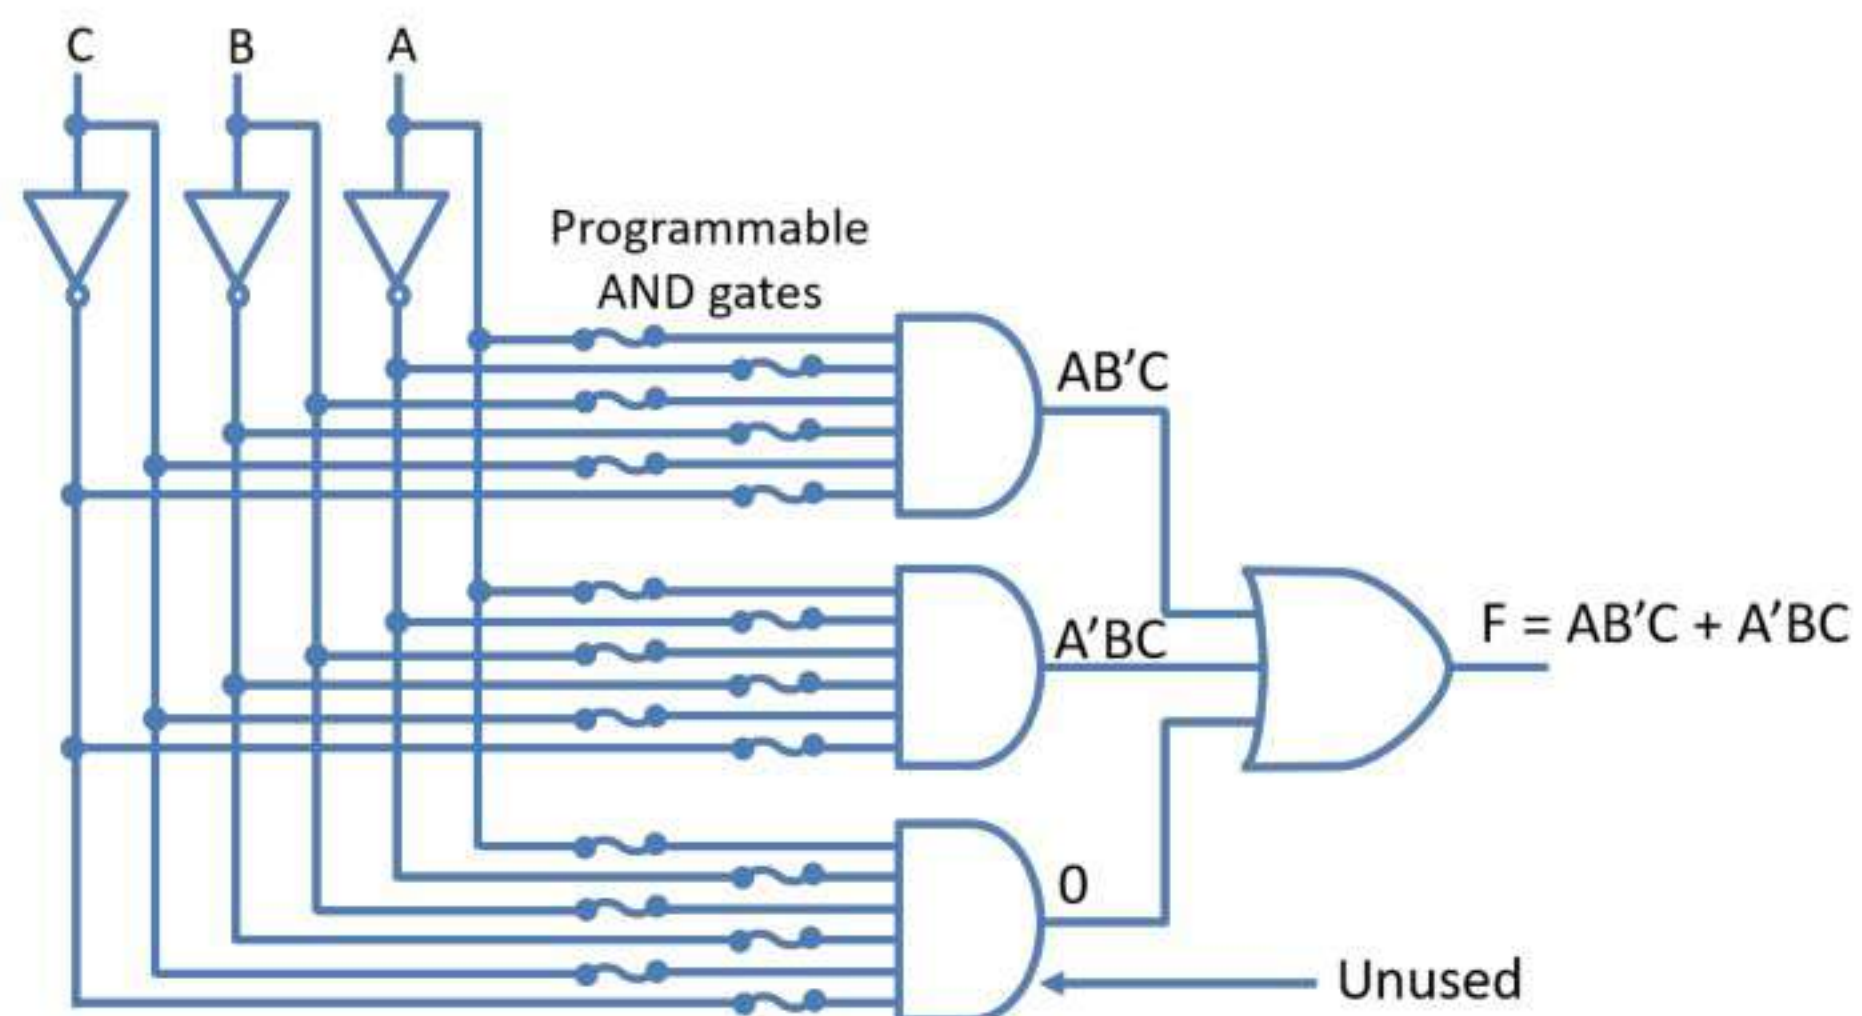 C B A
Programmable
AND gates
AB’C
A’BC
F = AB’C + A’BC
0
Unused